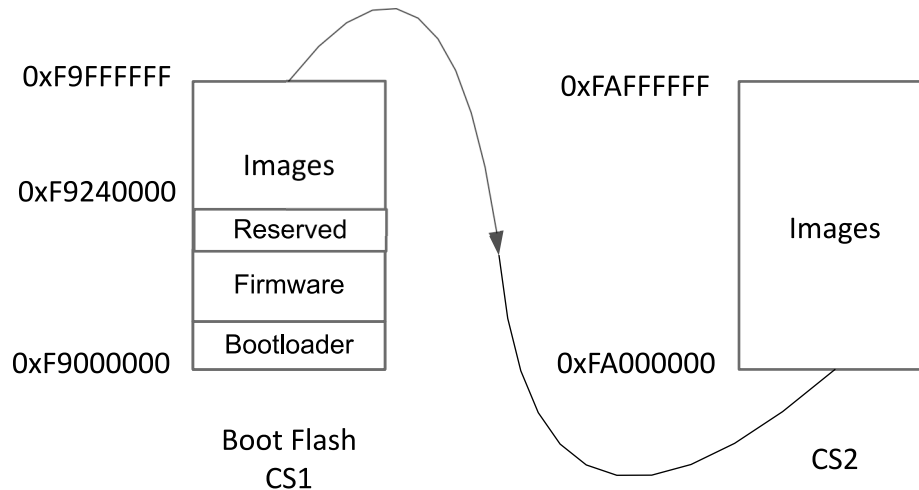 0xF9FFFFFF
Images
0xF9240000
Reserved
Firmware
Bootloader
0xF9000000
Boot Flash
CS1
0xFAFFFFFF
Images
0xFA000000
CS2